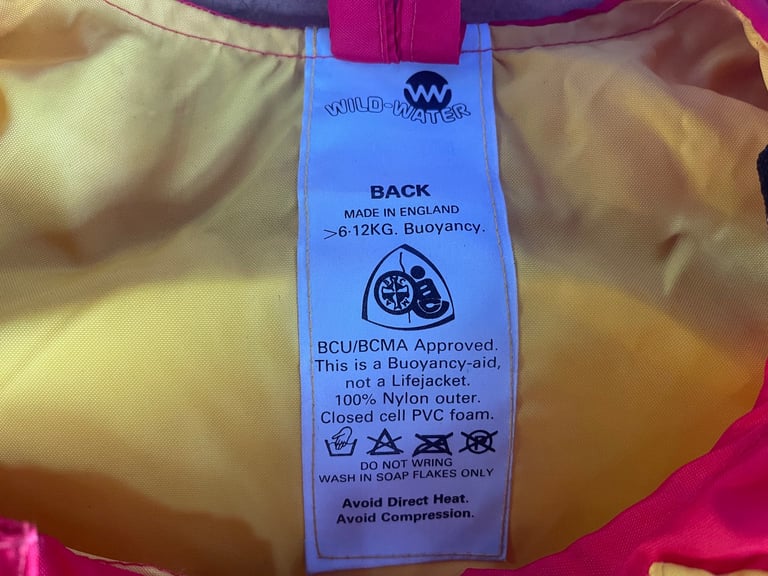 W
WILD-WATER
BACK
MADE IN ENGLAND
>6·12KG. Buoyancy.
BCU/BCMA Approved.
This is a Buoyancy-aid,
not a Lifejacket.
100% Nylon outer.
Closed cell PVC foam.
DO NOT WRING
WASH IN SOAP FLAKES ONLY
Avoid Direct Heat.
Avoid Compression.